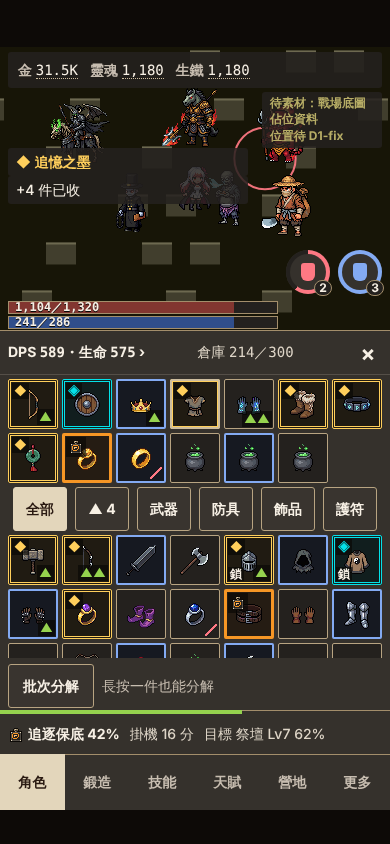 金 31.5K 靈魂 1,180 生鐵 1,180
待素材：戰場底圖
佔位資料
位置待 D1-fix
◆ 追憶之墨
+4 件已收
2
3
1,104／1,320
241／286
DPS 589・生命 575 ›
倉庫 214／300
×
全部
▲ 4
武器
防具
飾品
護符
鎖
鎖
批次分解
長按一件也能分解
追逐保底 42% 掛機 16 分 目標 祭壇 Lv7 62%
角色
鍛造
技能
天賦
營地
更多